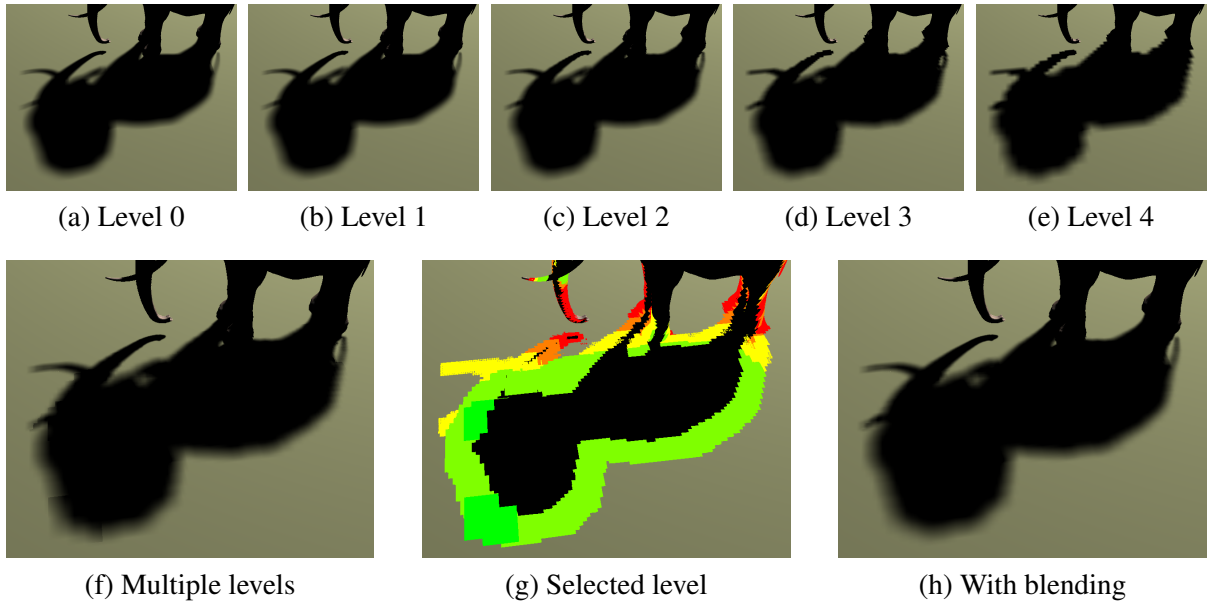 (a) Level 0
(b) Level 1
(c) Level 2
(d) Level 3
(e) Level 4
(f) Multiple levels
(g) Selected level
(h) With blending